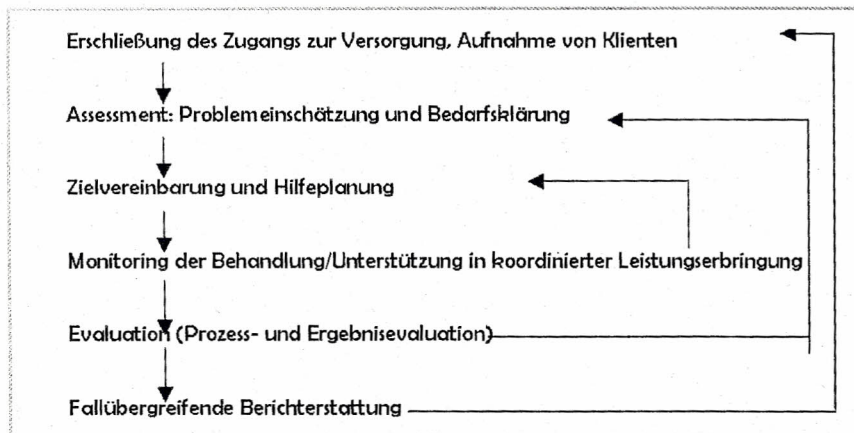 Erschließung des Zugangs zur Versorgung, Aufnahme von Klienten
Assessment: Problemeinschätzung und Bedarfsklärung
Zielvereinbarung und Hilfeplanung
Monitoring der Behandlung/Unterstützung in koordinierter Leistungserbringung
Evaluation (Prozess- und Ergebnisevaluation)
Fallübergreifende Berichterstattung